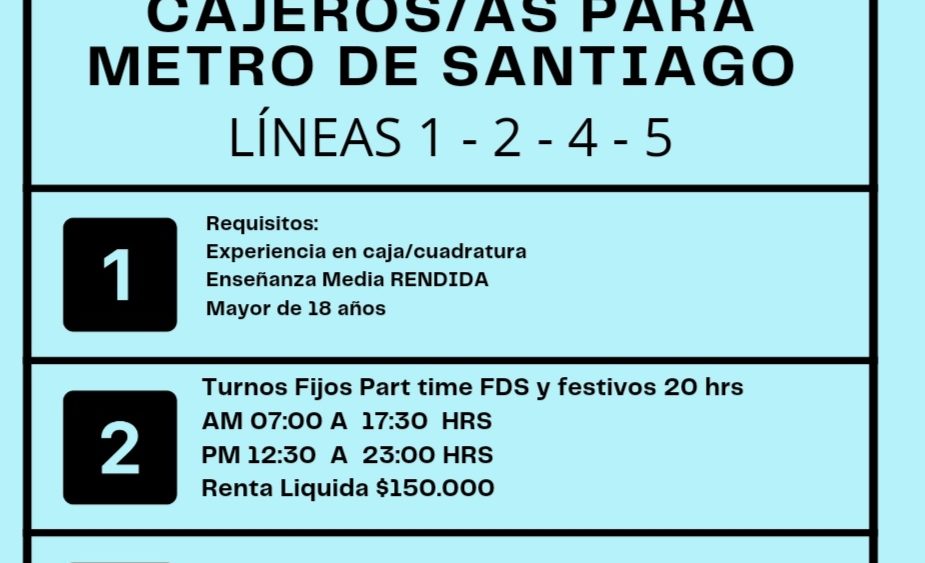 CAJEROS/AS PARA
METRO DE SANTIAGO
LÍNEAS 1 - 2 - 4 - 5
1
Requisitos:
Experiencia en caja/cuadratura
Enseñanza Media RENDIDA
Mayor de 18 años
2
Turnos Fijos Part time FDS y festivos 20 hrs
AM 07:00 A 17:30 HRS
PM 12:30 A 23:00 HRS
Renta Liquida $150.000